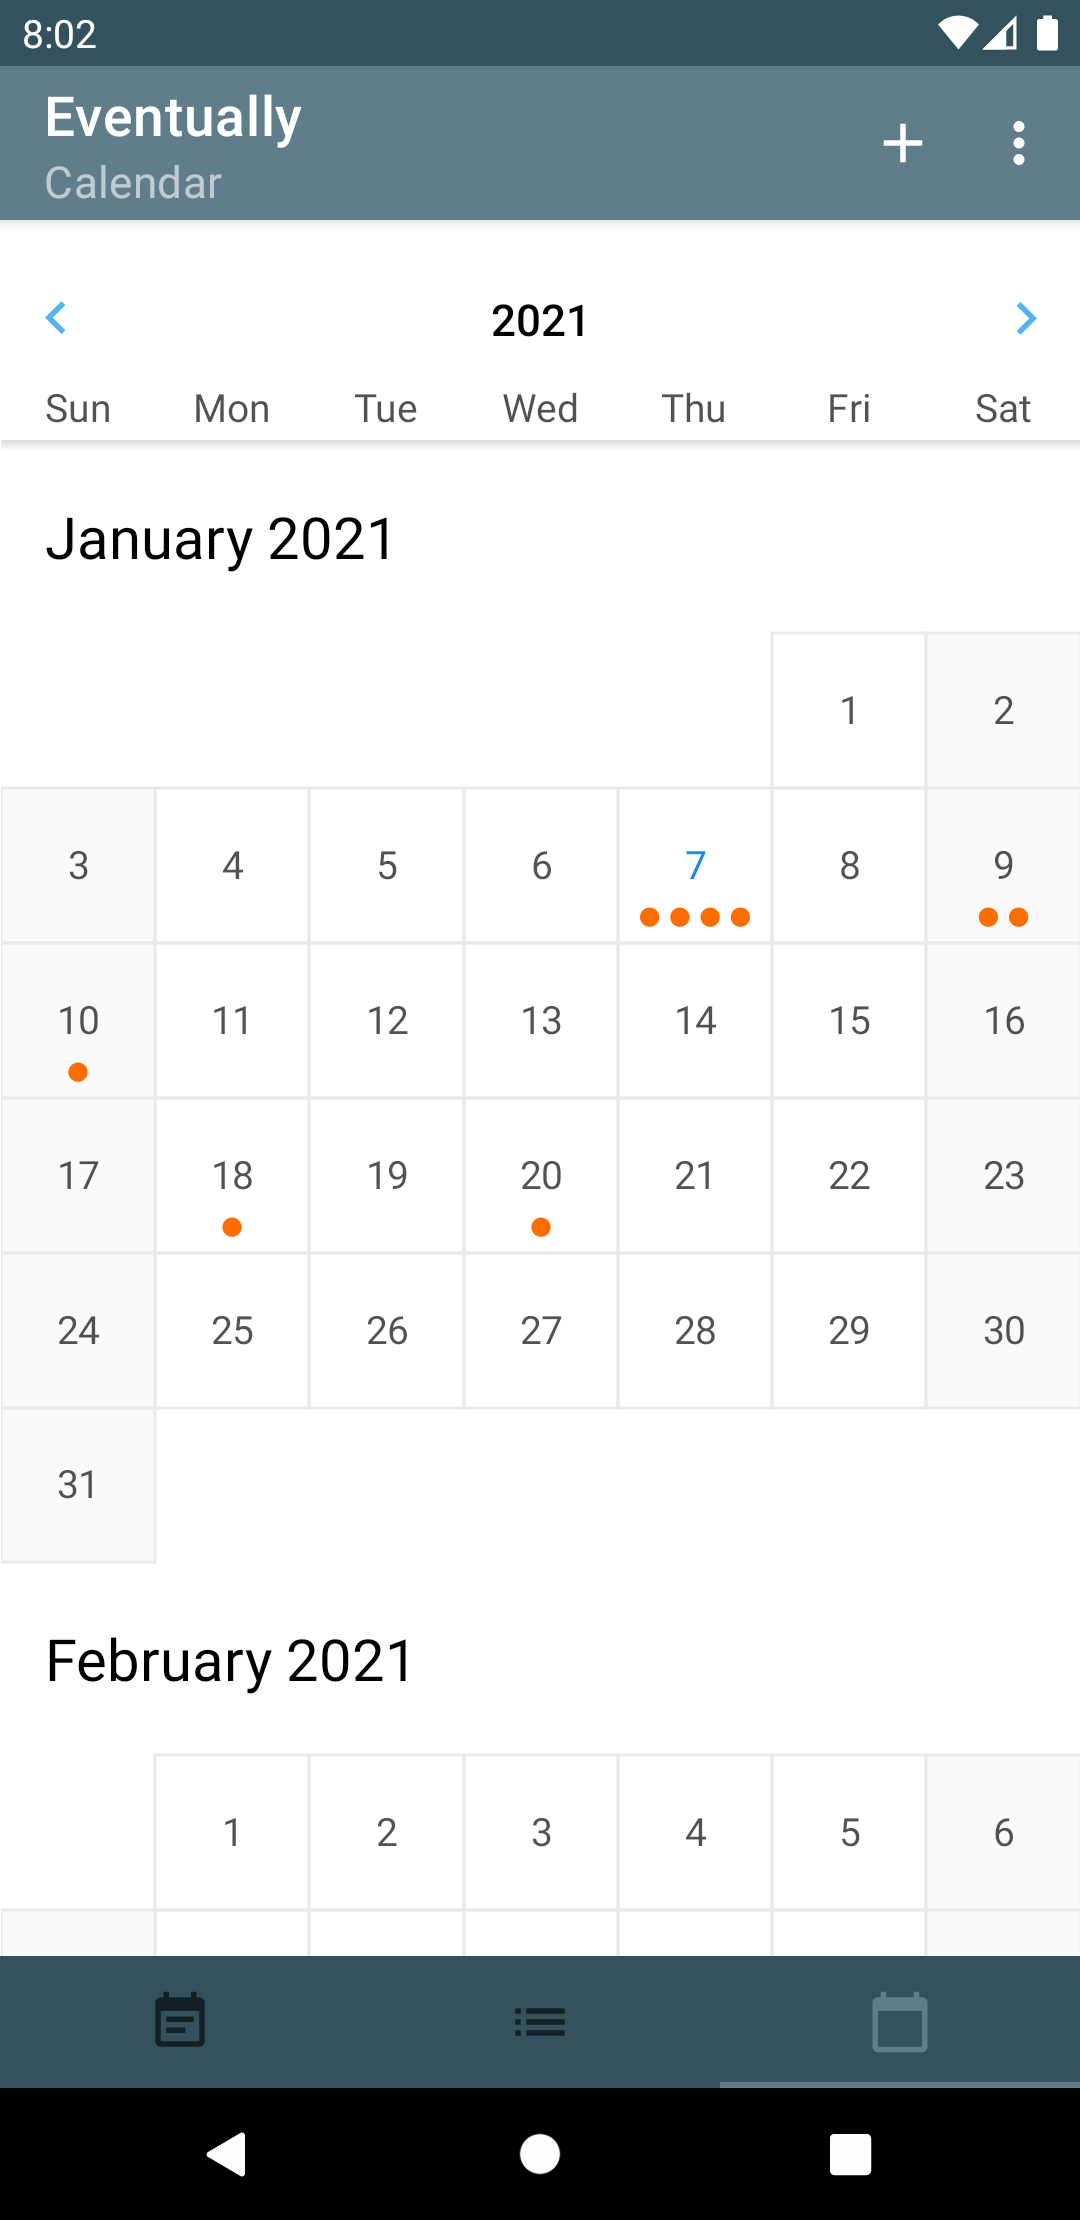 8:02
Eventually
Calendar
2021
Sun Mon Tue Wed Thu Fri Sat
January 2021
1 2
3 4 5 6 7 8 9
10 11 12 13 14 15 16
17 18 19 20 21 22 23
24 25 26 27 28 29 30
31
February 2021
1 2 3 4 5 6